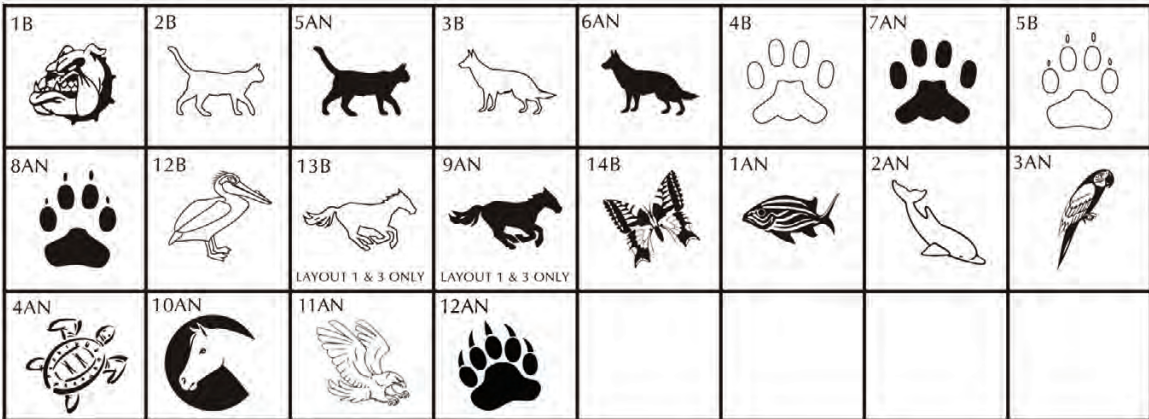 1B 2B 5AN 3B 6AN 4B 7AN 5B
8AN 12B 13B 9AN 14B 1AN 2AN 3AN
LAYOUT 1 & 3 ONLY LAYOUT 1 & 3 ONLY
4AN 10AN 11AN 12AN